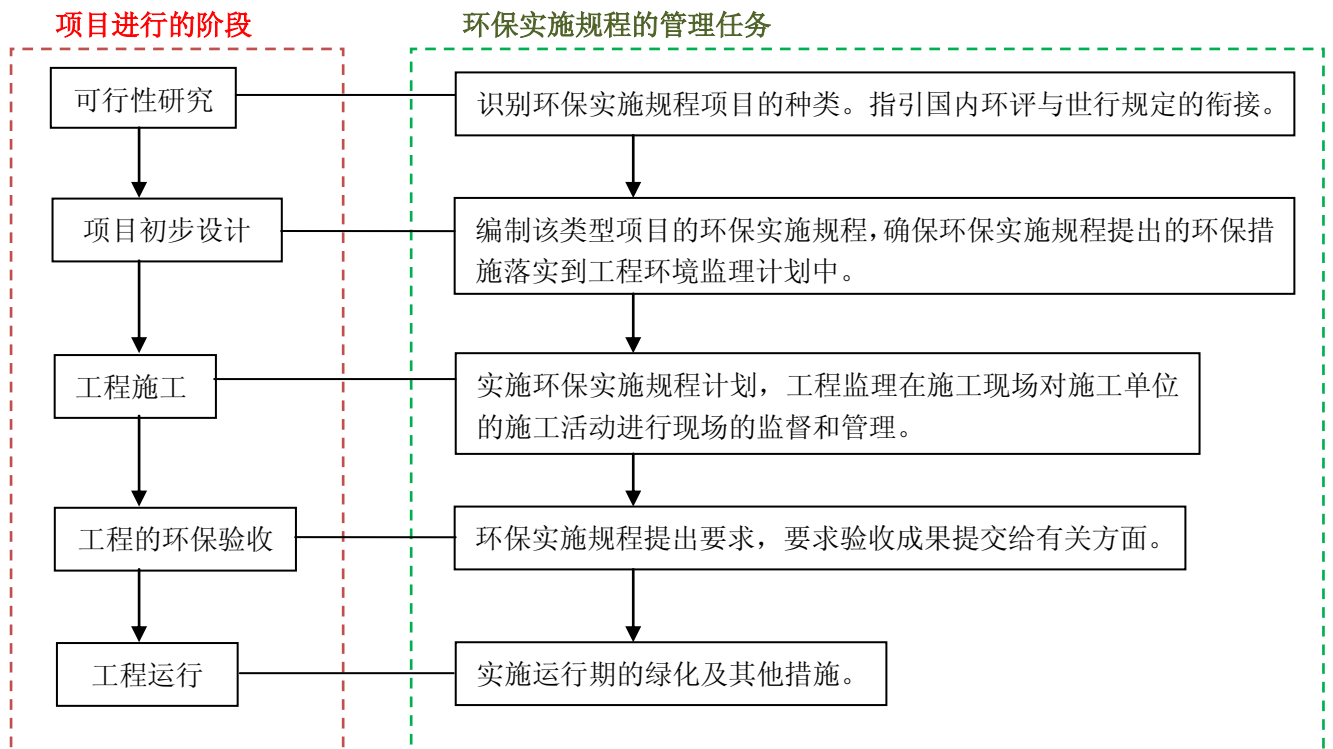 项目进行的阶段
环保实施规程的管理任务
可行性研究
识别环保实施规程项目的种类。指引国内环评与世行规定的衔接。
项目初步设计
编制该类型项目的环保实施规程，确保环保实施规程提出的环保措
施落实到工程环境监理计划中。
工程施工
实施环保实施规程计划，工程监理在施工现场对施工单位
的施工活动进行现场的监督和管理。
工程的环保验收
环保实施规程提出要求，要求验收成果提交给有关方面。
工程运行
实施运行期的绿化及其他措施。